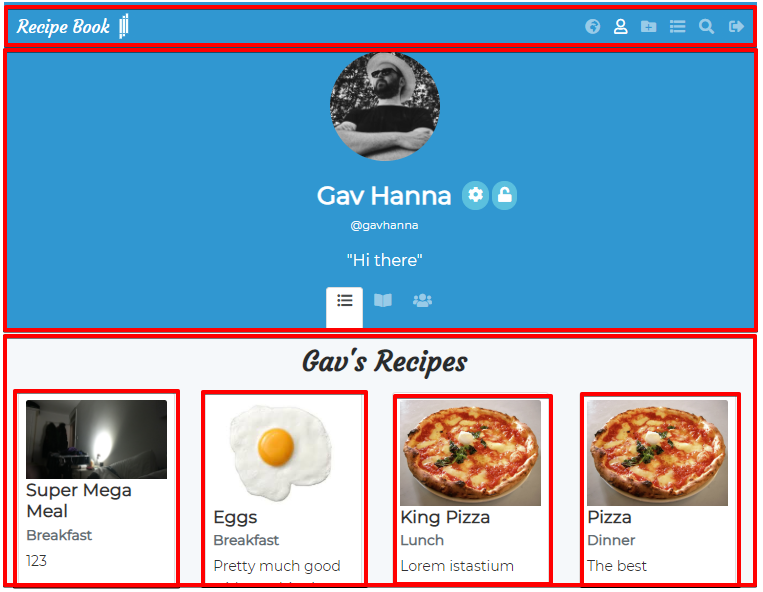 Recipe Book
Gav Hanna
@gavhanna
"Hi there"
Gav's Recipes
Super Mega
Meal
Breakfast
123
Eggs
Breakfast
Pretty much good
King Pizza
Lunch
Lorem istastium
Pizza
Dinner
The best